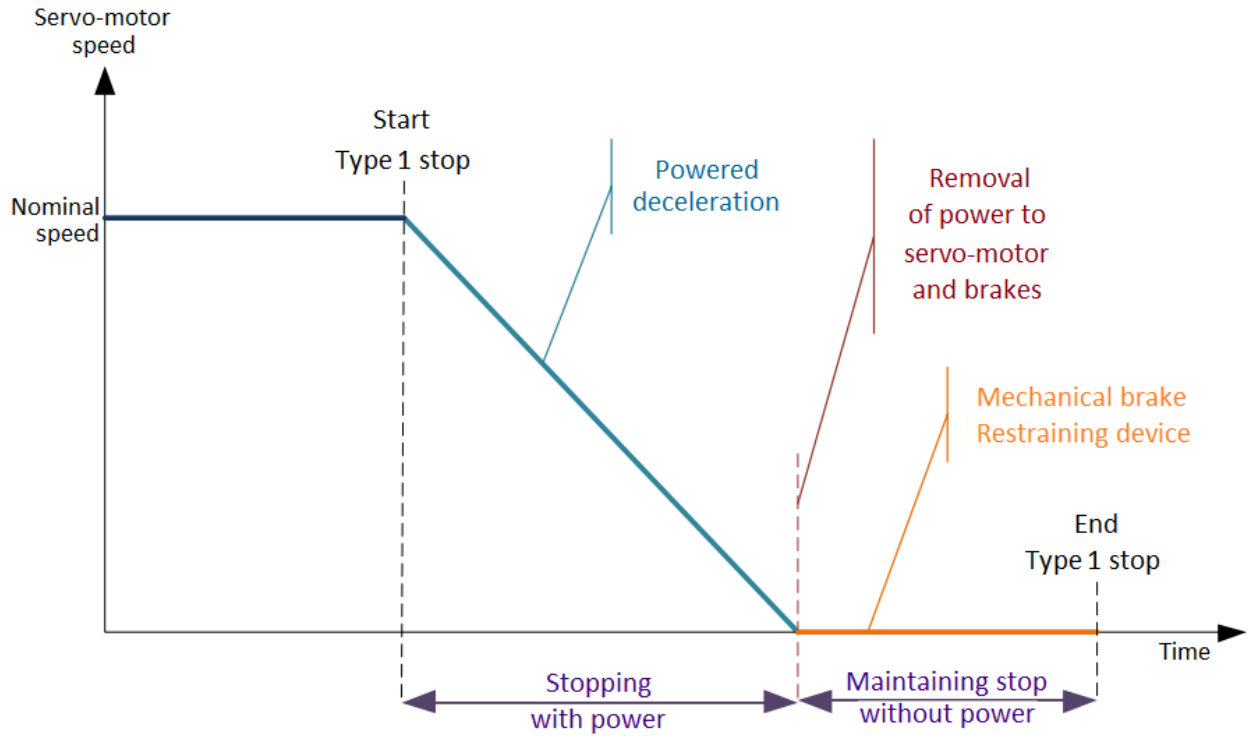 Servo-motor
speed
Start
Type 1 stop
Nominal
speed
Powered
deceleration
Removal
of power to
servo-motor
and brakes
Mechanical brake
Restraining device
End
Type 1 stop
Time
Stopping
with power
Maintaining stop
without power